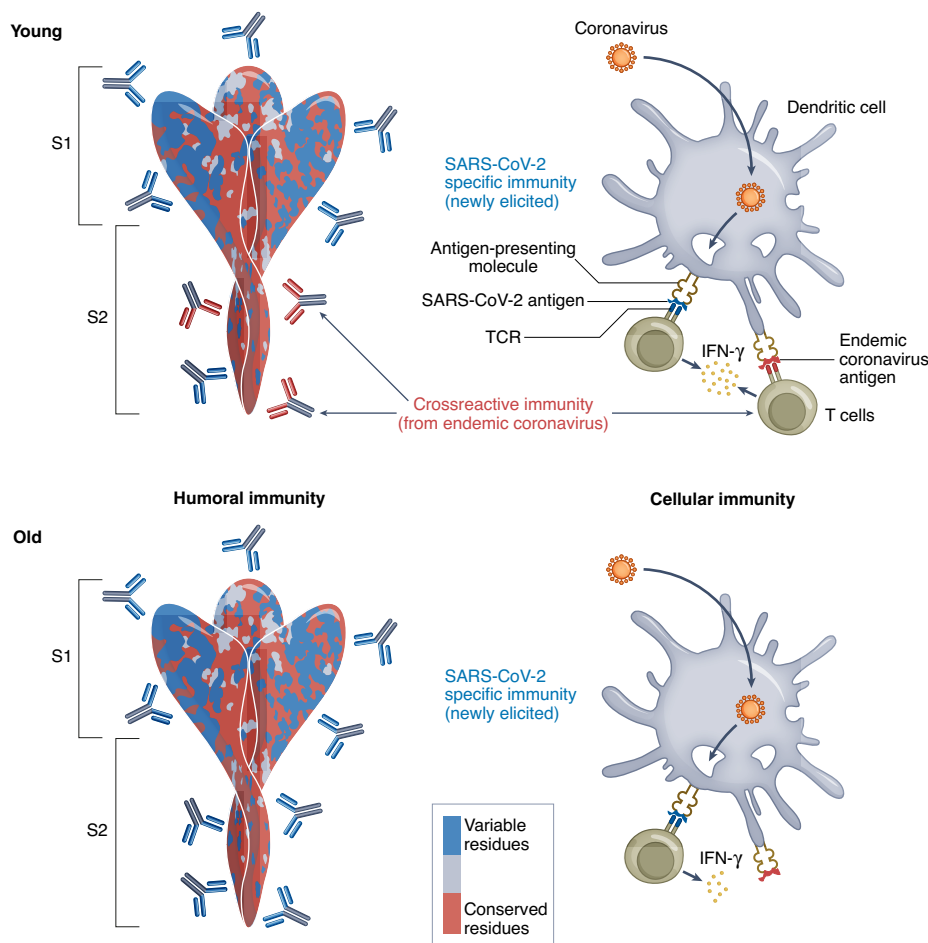 Young
Coronavirus
Dendritic cell
S1
SARS-CoV-2
specific immunity
(newly elicited)
Antigen-presenting
molecule
SARS-CoV-2 antigen
S2
TCR
IFN-γ
Endemic
coronavirus
antigen
Crossreactive immunity
(from endemic coronavirus)
T cells
Humoral immunity
Cellular immunity
Old
S1
SARS-CoV-2
specific immunity
(newly elicited)
S2
Variable
residues
Conserved
residues
IFN-γ